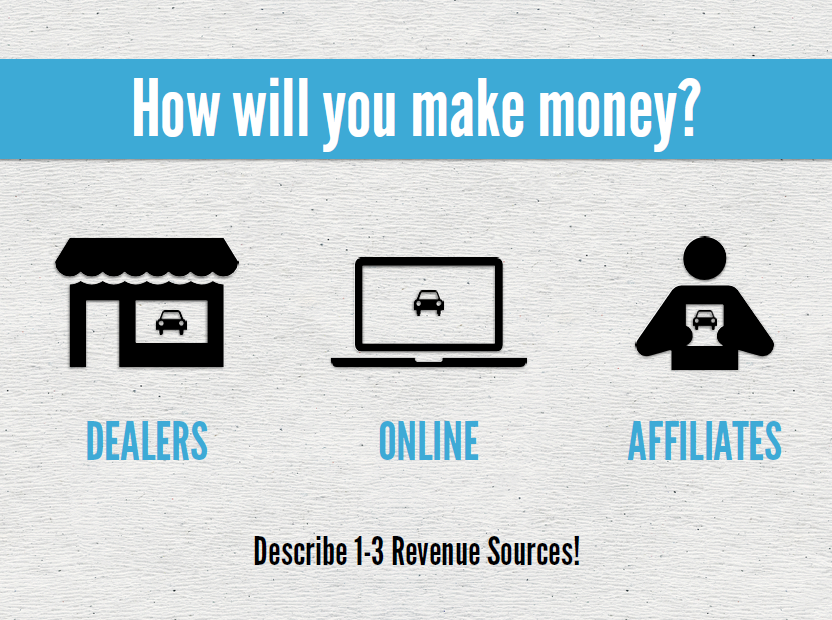 How will you make money?
DEALERS
ONLINE
AFFILIATES
Describe 1-3 Revenue Sources!